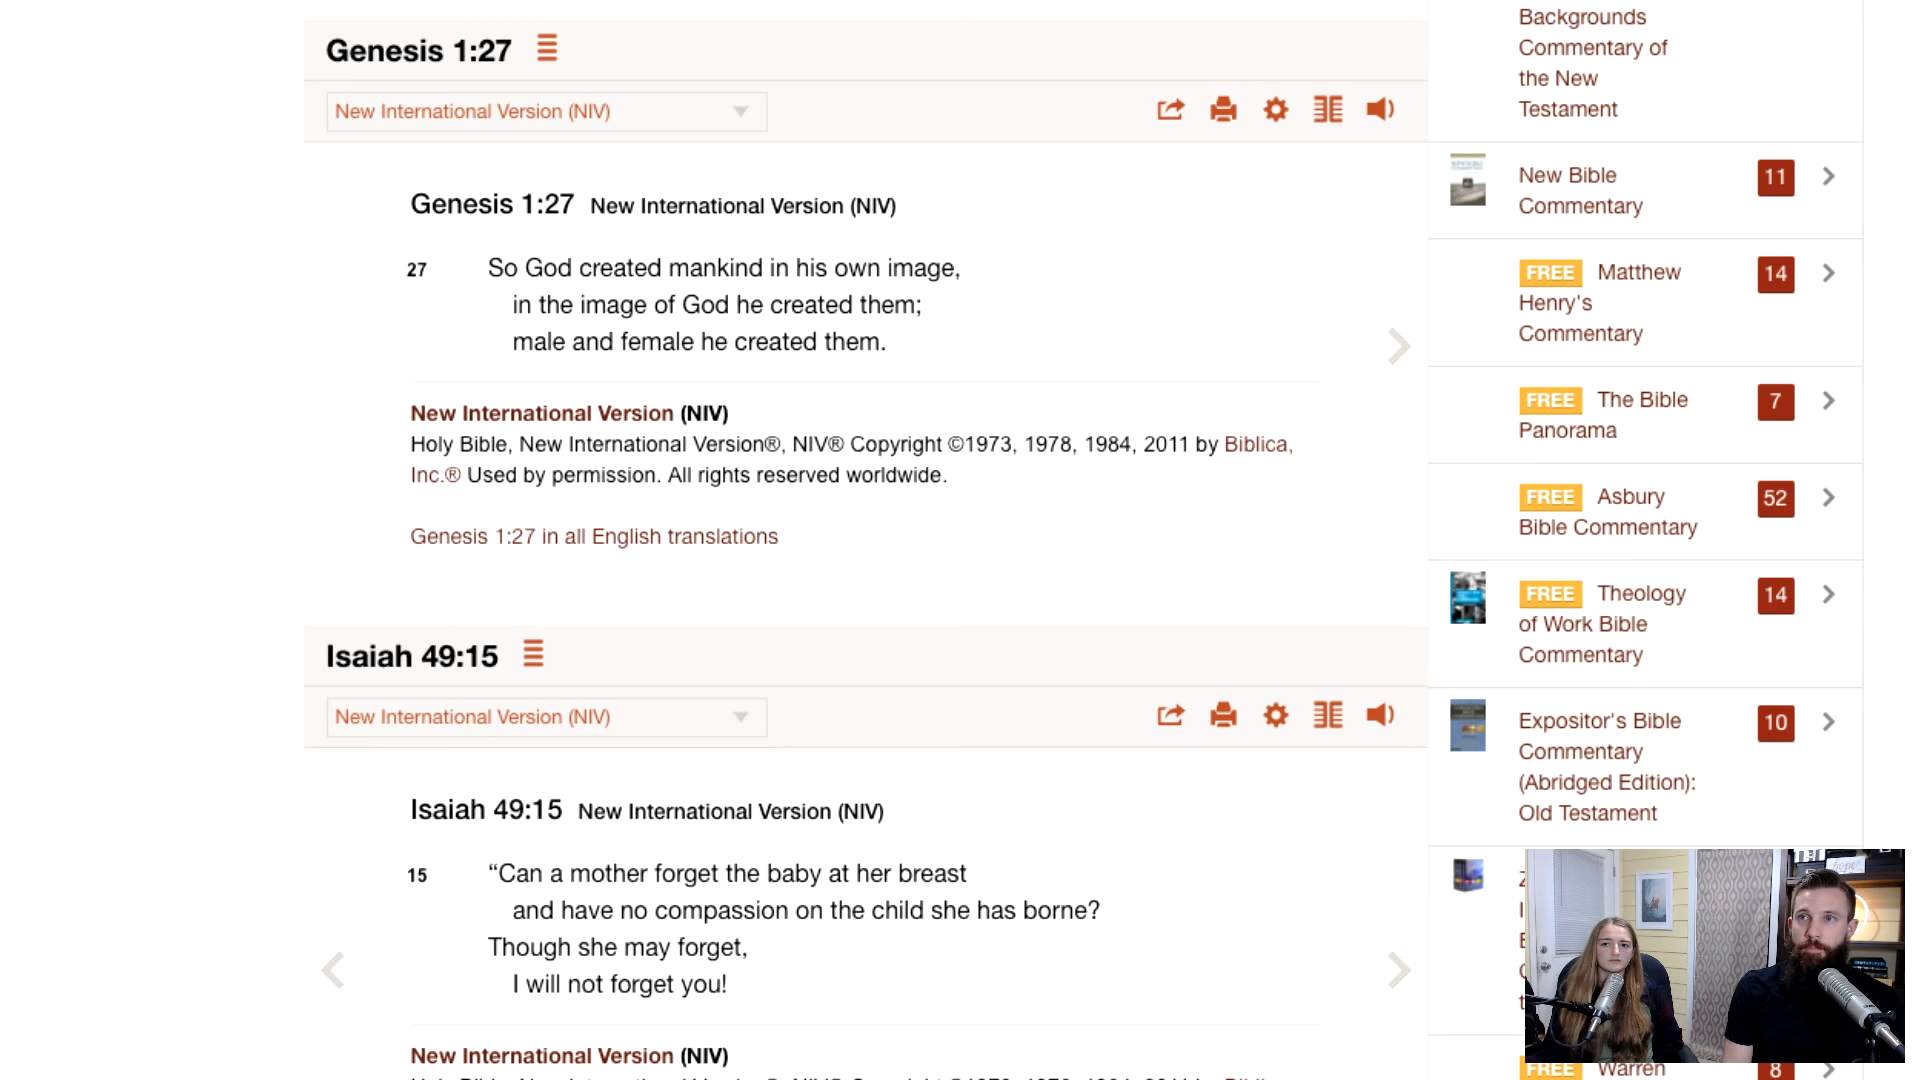 Genesis 1:27
New International Version (NIV)
Genesis 1:27 New International Version (NIV)
27 So God created mankind in his own image,
in the image of God he created them;
male and female he created them.
New International Version (NIV)
Holy Bible, New International Version®, NIV® Copyright ©1973, 1978, 1984, 2011 by Biblica,
Inc.® Used by permission. All rights reserved worldwide.
Genesis 1:27 in all English translations
Isaiah 49:15
New International Version (NIV)
Isaiah 49:15 New International Version (NIV)
15 “Can a mother forget the baby at her breast
and have no compassion on the child she has borne?
Though she may forget,
I will not forget you!
New International Version (NIV)
Backgrounds
Commentary of
the New
Testament
New Bible 11
Commentary
FREE Matthew 14
Henry's
Commentary
FREE The Bible 7
Panorama
FREE Asbury 52
Bible Commentary
FREE Theology 14
of Work Bible
Commentary
Expositor's Bible 10
Commentary
(Abridged Edition):
Old Testament
FREE Warren 8